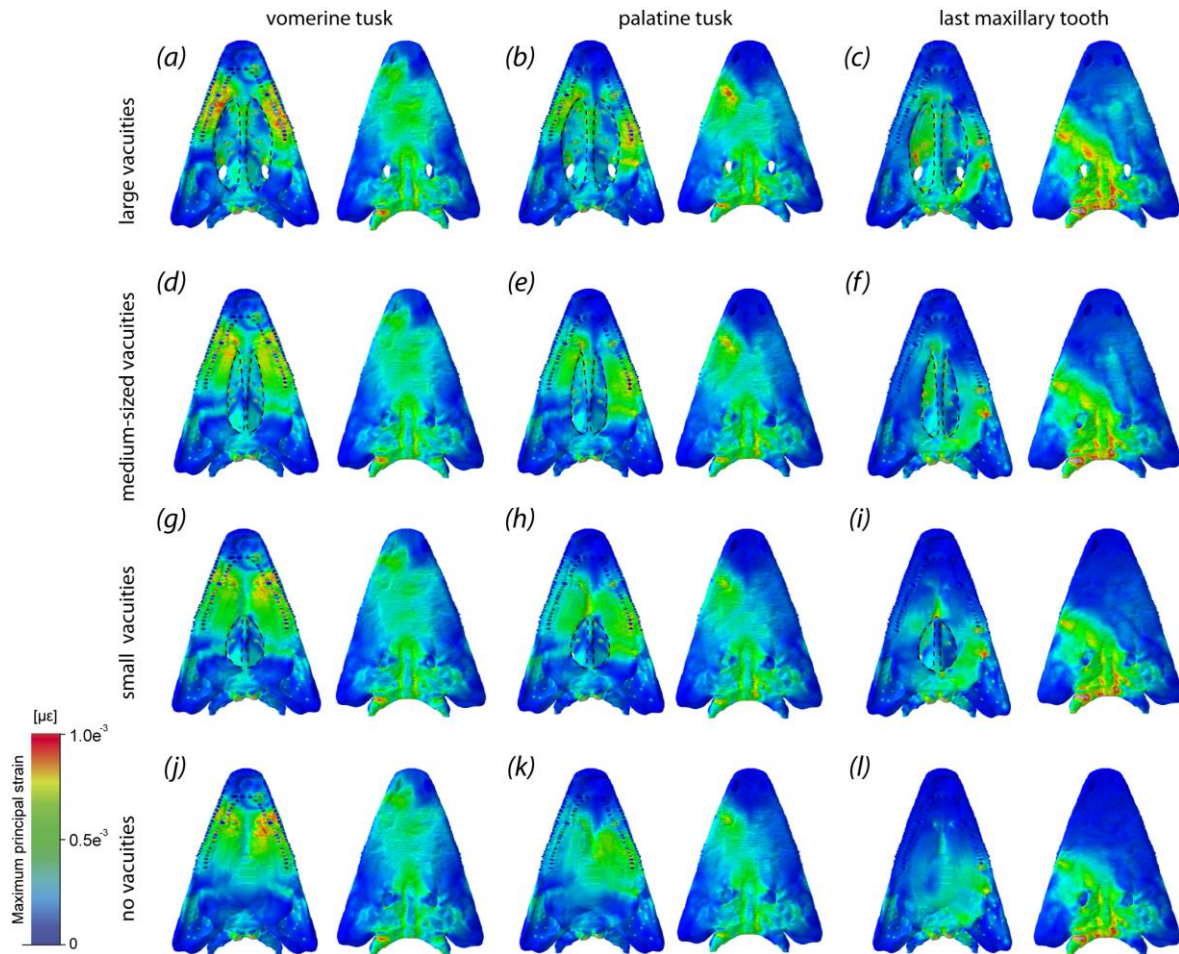 vomerine tusk
palatine tusk
last maxillary tooth
(a)
(b)
(c)
large vacuities
(d)
(e)
(f)
medium-sized vacuities
(g)
(h)
(i)
small vacuities
[µε]
1.0e⁻³
0.5e⁻³
0
Maximum principal strain
(j)
(k)
(l)
no vacuities